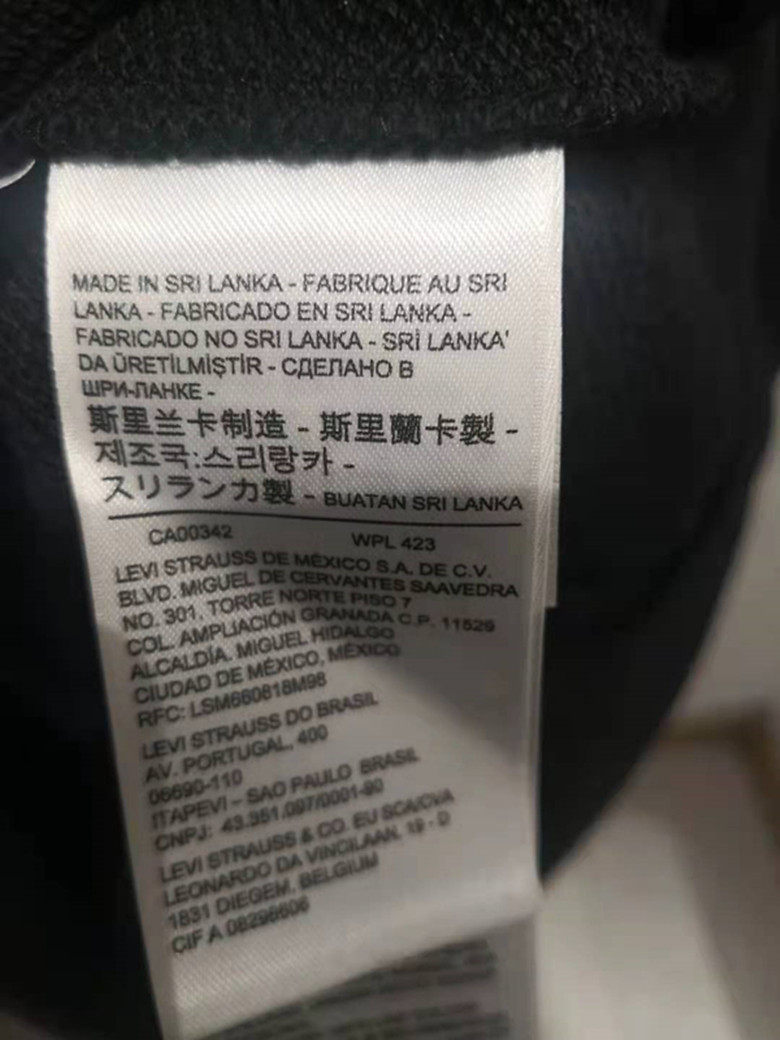 MADE IN SRI LANKA - FABRIQUE AU SRI
LANKA - FABRICADO EN SRI LANKA -
FABRICADO NO SRI LANKA - SRİ LANKA'
DA ÜRETİLMİŞTİR - СДЕЛАНО В
ШРИ-ЛАНКЕ -
斯里兰卡制造 - 斯里蘭卡製 -
제조국:스리랑카 -
スリランカ製 - BUATAN SRI LANKA
CA00342 WPL 423
LEVI STRAUSS DE MÉXICO S.A. DE C.V.
BLVD. MIGUEL DE CERVANTES SAAVEDRA
NO. 301, TORRE NORTE PISO 7
COL. AMPLIACIÓN GRANADA C.P. 11529
ALCALDÍA. MIGUEL HIDALGO
CIUDAD DE MÉXICO, MÉXICO
RFC: LSM660818M98
LEVI STRAUSS DO BRASIL
AV. PORTUGAL, 400
06690-110
ITAPEVI – SAO PAULO BRASIL
CNPJ: 43.351.097/0001-80
LEVI STRAUSS & CO. EU SCA/CVA
LEONARDO DA VINCILAAN, 19 - D
1831 DIEGEM, BELGIUM
CIF A 08296606